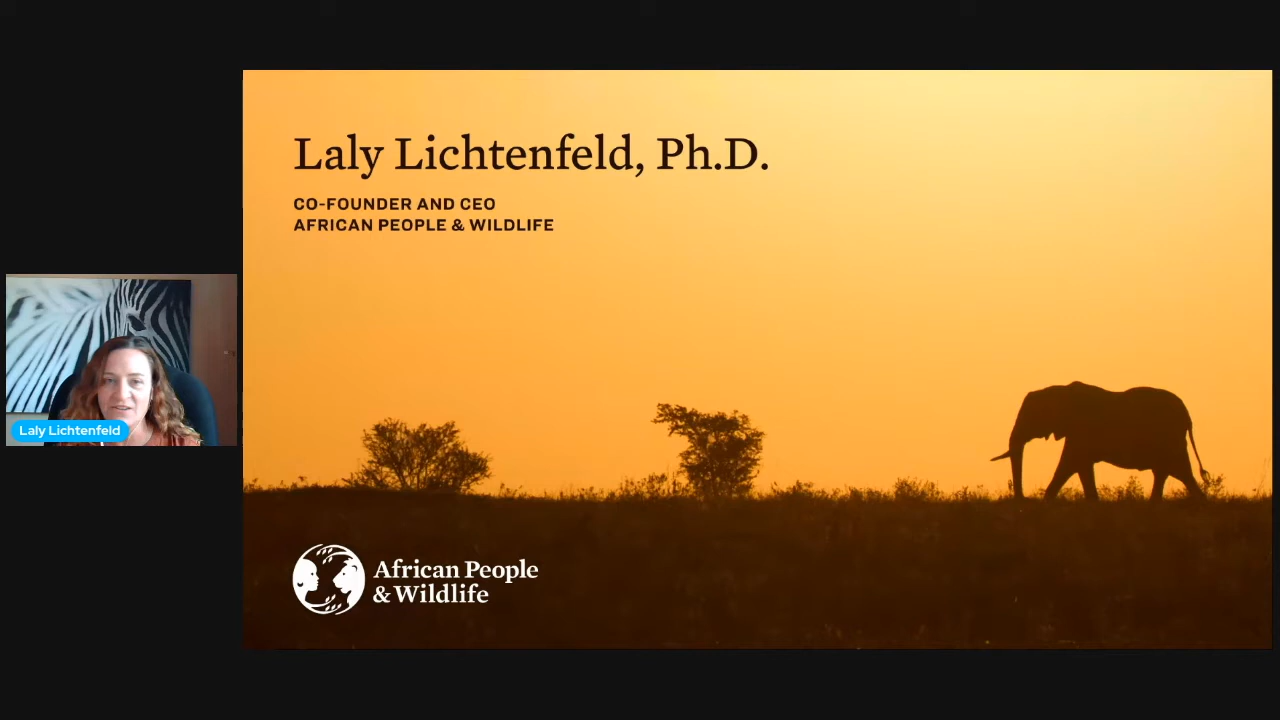 Laly Lichtenfeld, Ph.D.
CO-FOUNDER AND CEO
AFRICAN PEOPLE & WILDLIFE
Laly Lichtenfeld
African People
& Wildlife